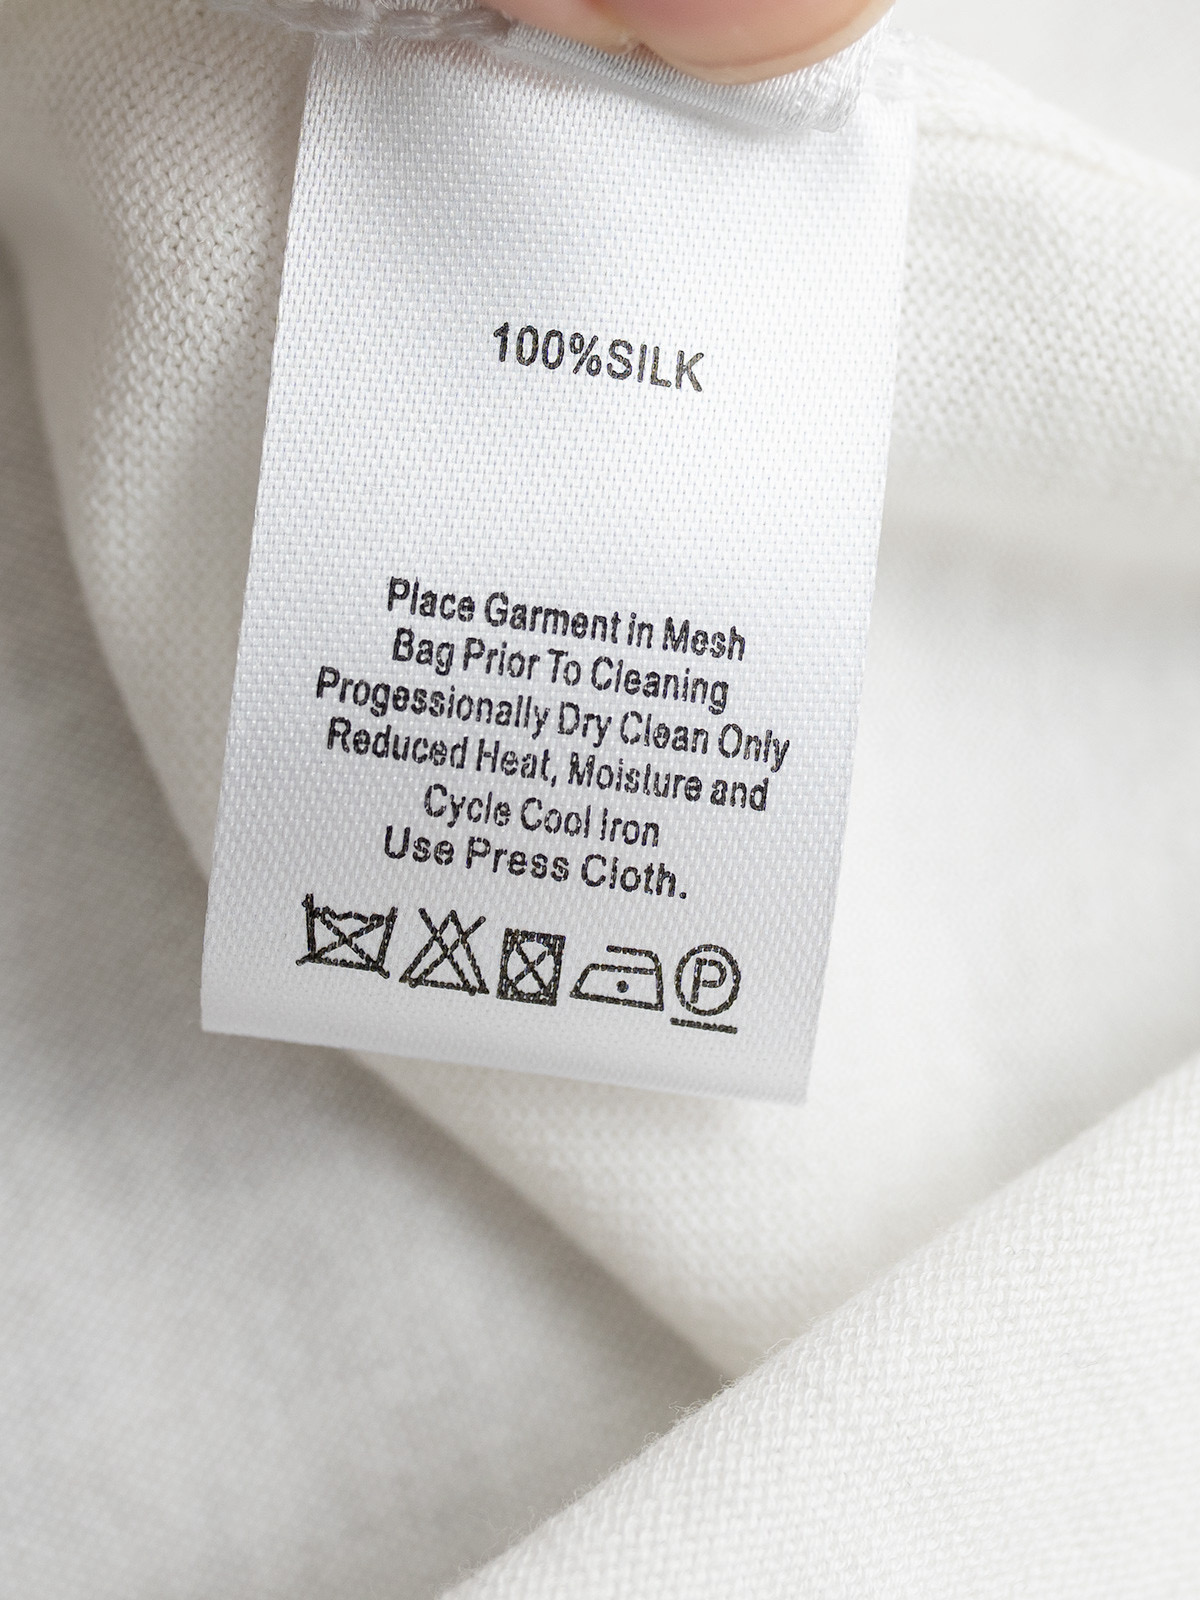 100%SILK
Place Garment in Mesh
Bag Prior To Cleaning
Progessionally Dry Clean Only
Reduced Heat, Moisture and
Cycle Cool Iron
Use Press Cloth.
P